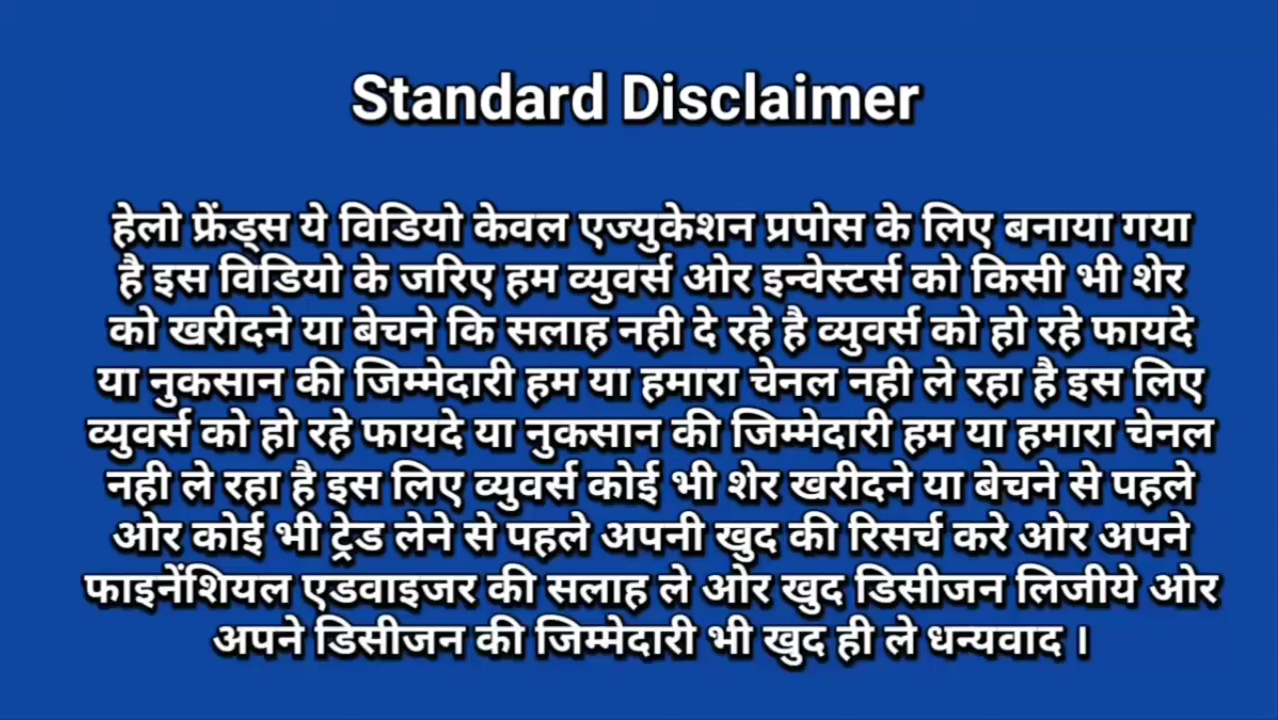 Standard Disclaimer
हेलो फ्रेंड्स ये विडियो केवल एज्युकेशन प्रपोस के लिए बनाया गया
है इस विडियो के जरिए हम व्युवर्स ओर इन्वेस्टर्स को किसी भी शेर
को खरीदने या बेचने कि सलाह नही दे रहे है व्युवर्स को हो रहे फायदे
या नुकसान की जिम्मेदारी हम या हमारा चेनल नही ले रहा है इस लिए
व्युवर्स को हो रहे फायदे या नुकसान की जिम्मेदारी हम या हमारा चेनल
नही ले रहा है इस लिए व्युवर्स कोई भी शेर खरीदने या बेचने से पहले
ओर कोई भी ट्रेड लेने से पहले अपनी खुद की रिसर्च करे ओर अपने
फाइनेंशियल एडवाइजर की सलाह ले ओर खुद डिसीजन लिजीये ओर
अपने डिसीजन की जिम्मेदारी भी खुद ही ले धन्यवाद ।